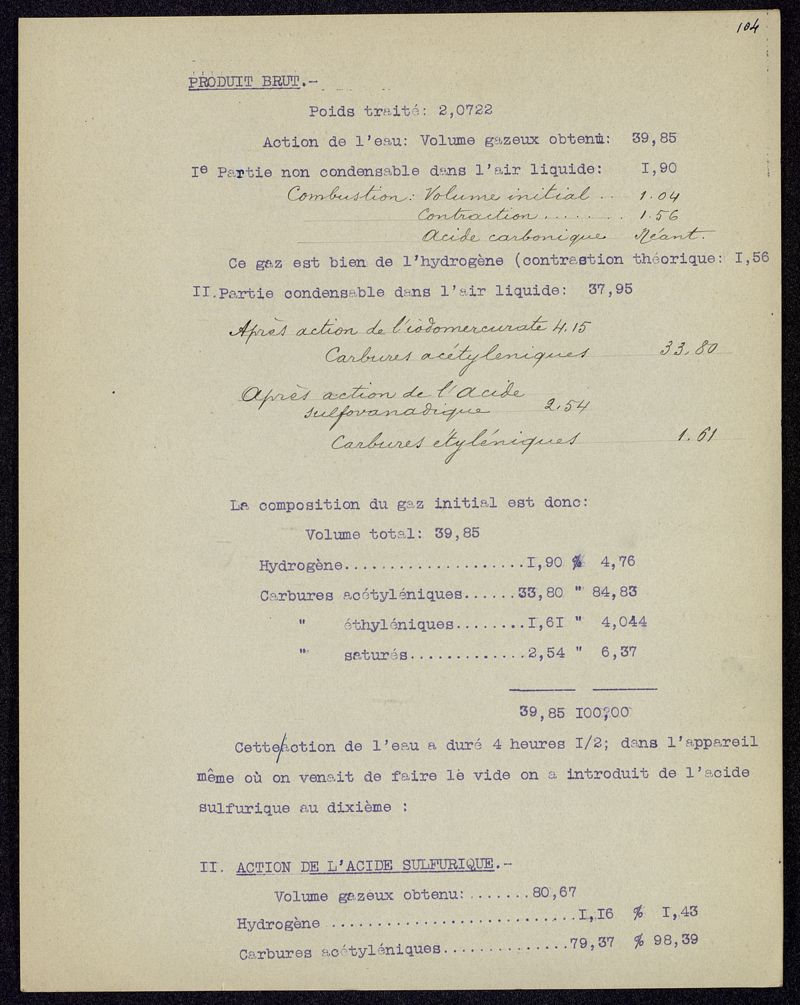 104
PRODUIT BRUT.-
Poids traité: 2,0722
Action de l'eau: Volume gazeux obtenu: 39,85
Ie Partie non condensable dans l'air liquide: I,90
Combustion: Volume initial .. 1.04
Contraction ........ 1.56
Acide carbonique Néant.
Ce gaz est bien de l'hydrogène (contraction théorique: I,56
II.Partie condensable dans l'air liquide: 37,95
Après action de l'iodomercurate 4.15
Carbures acétyleniques 33.80
Après action de l'acide
sulfovanadique 2.54
Carbures étyléniques 1.61
La composition du gaz initial est donc:
Volume total: 39,85
Hydrogène....................I,90 % 4,76
Carbures acétyléniques......33,80 " 84,83
" éthyléniques........I,6I " 4,044
" saturés.............2,54 " 6,37
39,85 I00,00
Cette/action de l'eau a duré 4 heures I/2; dans l'appareil
même où on venait de faire le vide on a introduit de l'acide
sulfurique au dixième :
II. ACTION DE L'ACIDE SULFURIQUE.-
Volume gazeux obtenu:.......80,67
Hydrogène ...........................I,I6 % I,43
Carbures acétyléniques..............79,37 % 98,39